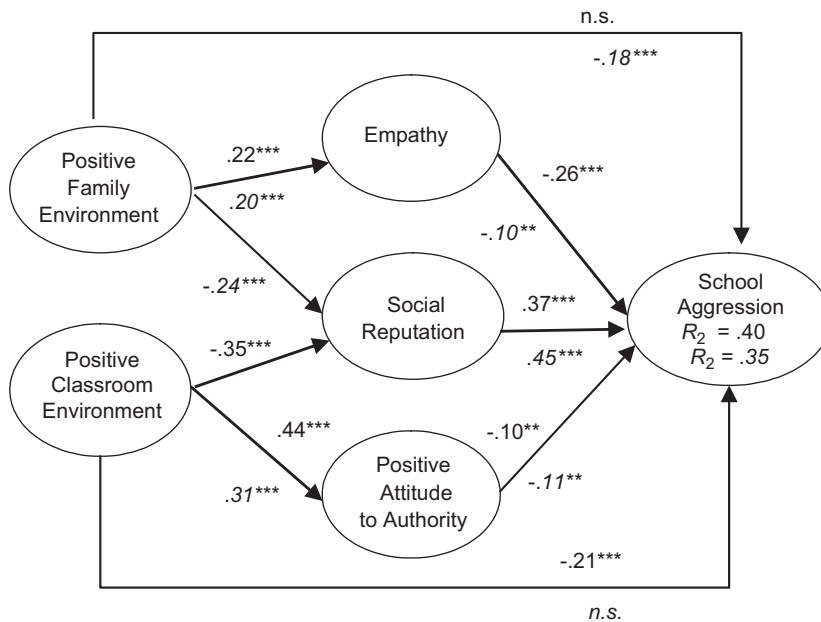 n.s.
-.18***
Empathy
Positive
Family
Environment
.22***
.20***
-.26***
-.10**
-.24***
Social
Reputation
.37***
.45***
School
Aggression
R2 = .40
R2 = .35
Positive
Classroom
Environment
-.35***
.44***
.31***
Positive
Attitude
to Authority
-.10**
-.11**
-.21***
n.s.